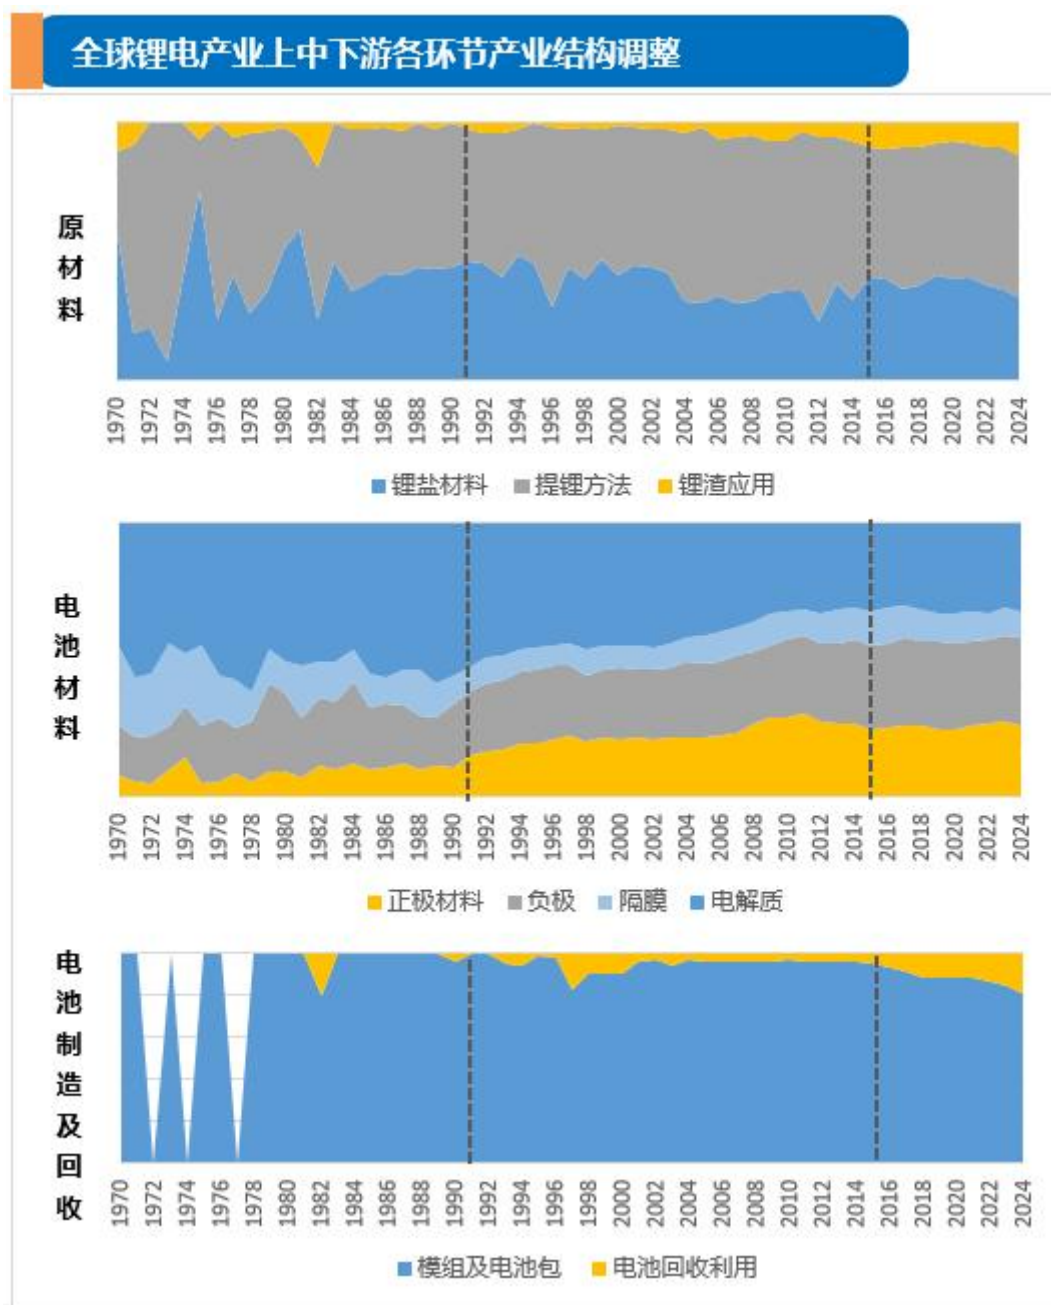 全球锂电产业上中下游各环节产业结构调整
原材料
1970 1972 1974 1976 1978 1980 1982 1984 1986 1988 1990 1992 1994 1996 1998 2000 2002 2004 2006 2008 2010 2012 2014 2016 2018 2020 2022 2024
锂盐材料 提锂方法 锂渣应用
电池材料
1970 1972 1974 1976 1978 1980 1982 1984 1986 1988 1990 1992 1994 1996 1998 2000 2002 2004 2006 2008 2010 2012 2014 2016 2018 2020 2022 2024
正极材料 负极 隔膜 电解质
电池制造及回收
1970 1972 1974 1976 1978 1980 1982 1984 1986 1988 1990 1992 1994 1996 1998 2000 2002 2004 2006 2008 2010 2012 2014 2016 2018 2020 2022 2024
模组及电池包 电池回收利用